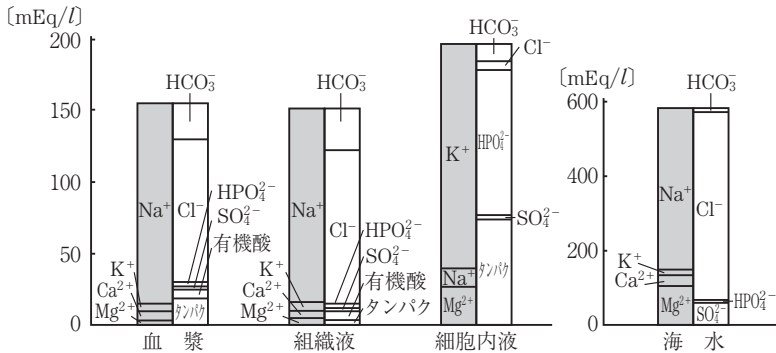 〔mEq/l〕
200
150
100
50
0
HCO₃⁻
Na⁺
Cl⁻
HPO₄²⁻
SO₄²⁻
有機酸
K⁺
Ca²⁺
Mg²⁺
タンパク
血 漿
HCO₃⁻
Na⁺
Cl⁻
HPO₄²⁻
SO₄²⁻
有機酸
タンパク
K⁺
Ca²⁺
Mg²⁺
組織液
HCO₃⁻
Cl⁻
K⁺
HPO₄²⁻
SO₄²⁻
Na⁺
タンパク
Mg²⁺
細胞内液
〔mEq/l〕
600
400
200
0
HCO₃⁻
Na⁺
Cl⁻
K⁺
Ca²⁺
Mg²⁺
SO₄²⁻
HPO₄²⁻
海 水